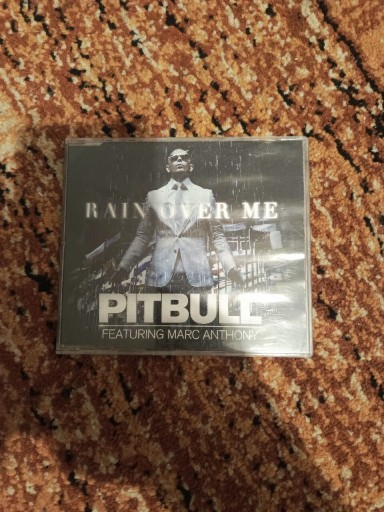 RAIN OVER ME
PITBULL
FEATURING MARC ANTHONY